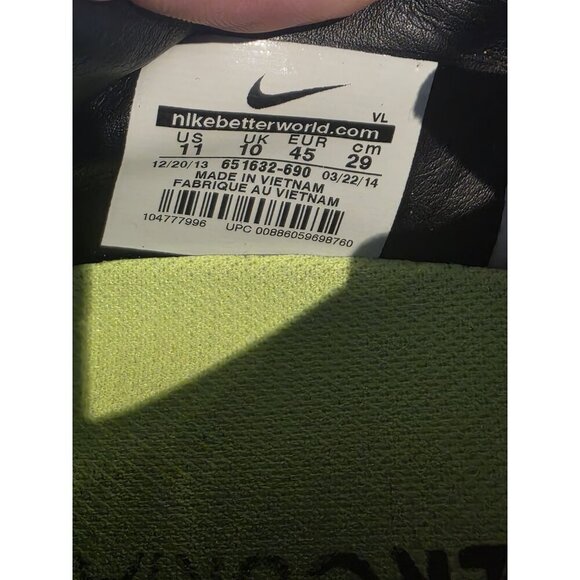 VL
nikebetterworld.com
US UK EUR cm
11 10 45 29
12/20/13 651632-690 03/22/14
MADE IN VIETNAM
FABRIQUE AU VIETNAM
104777996 UPC 00886059698760